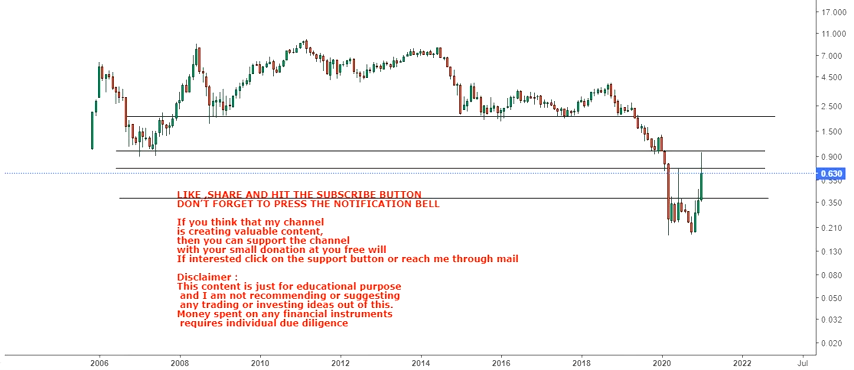 17.000
11.000
7.000
4.500
2.500
1.500
0.900
0.630
0.550
0.350
0.210
0.130
0.080
0.050
0.032
0.020
LIKE ,SHARE AND HIT THE SUBSCRIBE BUTTON
DON'T FORGET TO PRESS THE NOTIFICATION BELL
If you think that my channel
is creating valuable content,
then you can support the channel
with your small donation at you free will
If interested click on the support button or reach me through mail
Disclaimer :
This content is just for educational purpose
and I am not recommending or suggesting
any trading or investing ideas out of this.
Money spent on any financial instruments
requires individual due diligence
2006 2008 2010 2012 2014 2016 2018 2020 2022 Jul